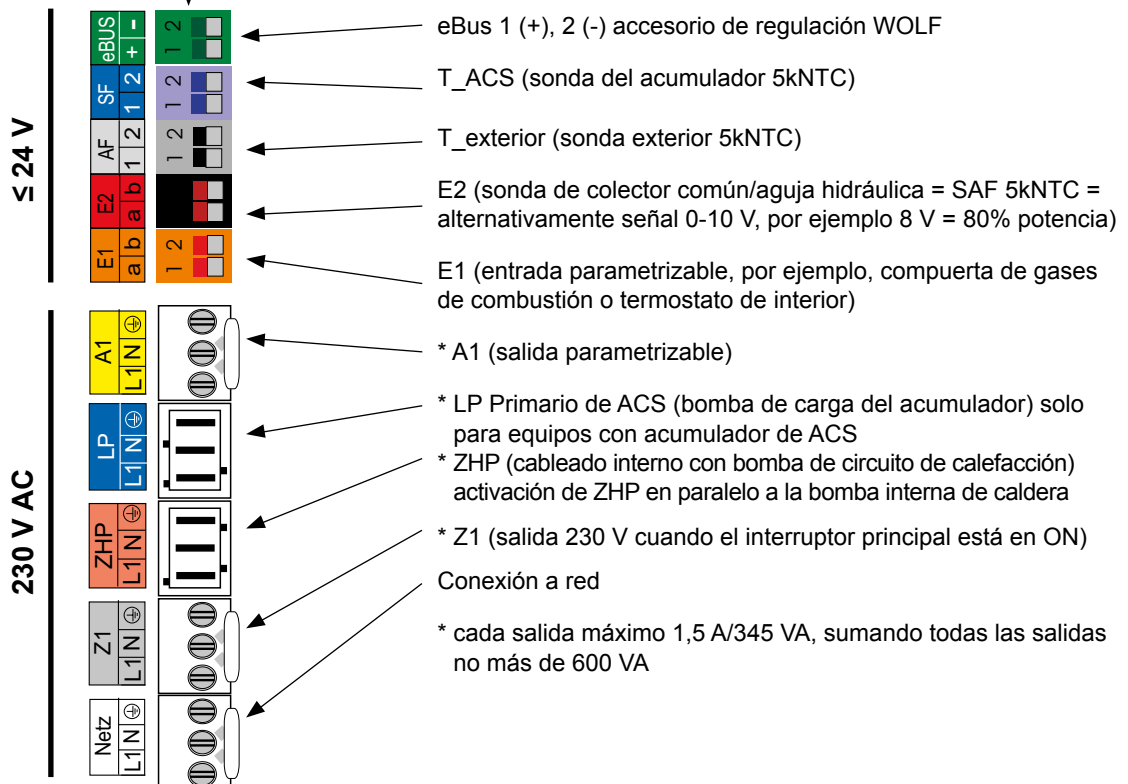 ≤ 24 V
eBUS + -
1 2
eBus 1 (+), 2 (-) accesorio de regulación WOLF
SF 1 2
1 2
T_ACS (sonda del acumulador 5kNTC)
AF 1 2
1 2
T_exterior (sonda exterior 5kNTC)
E2 a b
E2 (sonda de colector común/aguja hidráulica = SAF 5kNTC =
alternativamente señal 0-10 V, por ejemplo 8 V = 80% potencia)
E1 a b
1 2
E1 (entrada parametrizable, por ejemplo, compuerta de gases
de combustión o termostato de interior)
230 V AC
A1 L1 N ⏚
* A1 (salida parametrizable)
LP L1 N ⏚
* LP Primario de ACS (bomba de carga del acumulador) solo
para equipos con acumulador de ACS
ZHP L1 N ⏚
* ZHP (cableado interno con bomba de circuito de calefacción)
activación de ZHP en paralelo a la bomba interna de caldera
Z1 L1 N ⏚
* Z1 (salida 230 V cuando el interruptor principal está en ON)
Netz L1 N ⏚
Conexión a red
* cada salida máximo 1,5 A/345 VA, sumando todas las salidas
no más de 600 VA